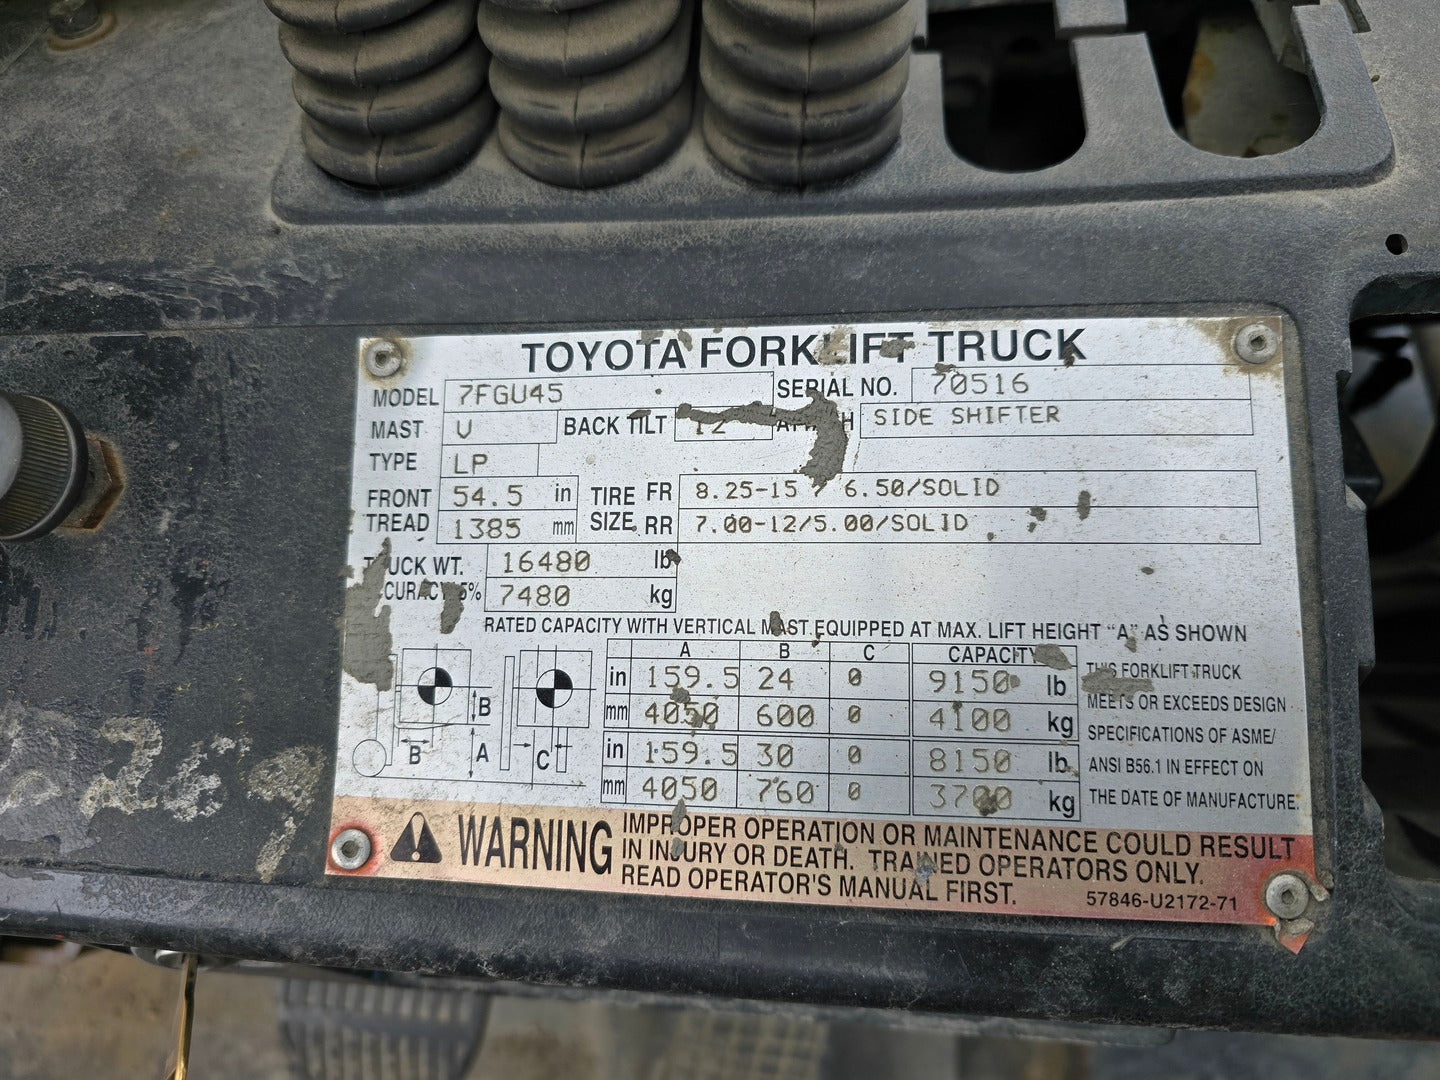 TOYOTA FORKLIFT TRUCK
MODEL 7FGU45 SERIAL NO. 70516
MAST V BACK TILT 12 SIDE SHIFTER
TYPE LP
FRONT TREAD 54.5 in 1385 mm
TIRE SIZE FR 8.25-15 / 6.50/SOLID
RR 7.00-12/5.00/SOLID
TRUCK WT. 16480 lb
5% 7480 kg
RATED CAPACITY WITH VERTICAL MAST EQUIPPED AT MAX. LIFT HEIGHT "A" AS SHOWN
A B C CAPACITY
in 159.5 24 0 9150 lb
mm 4050 600 0 4100 kg
in 159.5 30 0 8150 lb
mm 4050 760 0 3700 kg
B
B A C
THIS FORKLIFT TRUCK
MEETS OR EXCEEDS DESIGN
SPECIFICATIONS OF ASME/
ANSI B56.1 IN EFFECT ON
THE DATE OF MANUFACTURE.
WARNING
IMPROPER OPERATION OR MAINTENANCE COULD RESULT
IN INJURY OR DEATH. TRAINED OPERATORS ONLY.
READ OPERATOR'S MANUAL FIRST.
57846-U2172-71